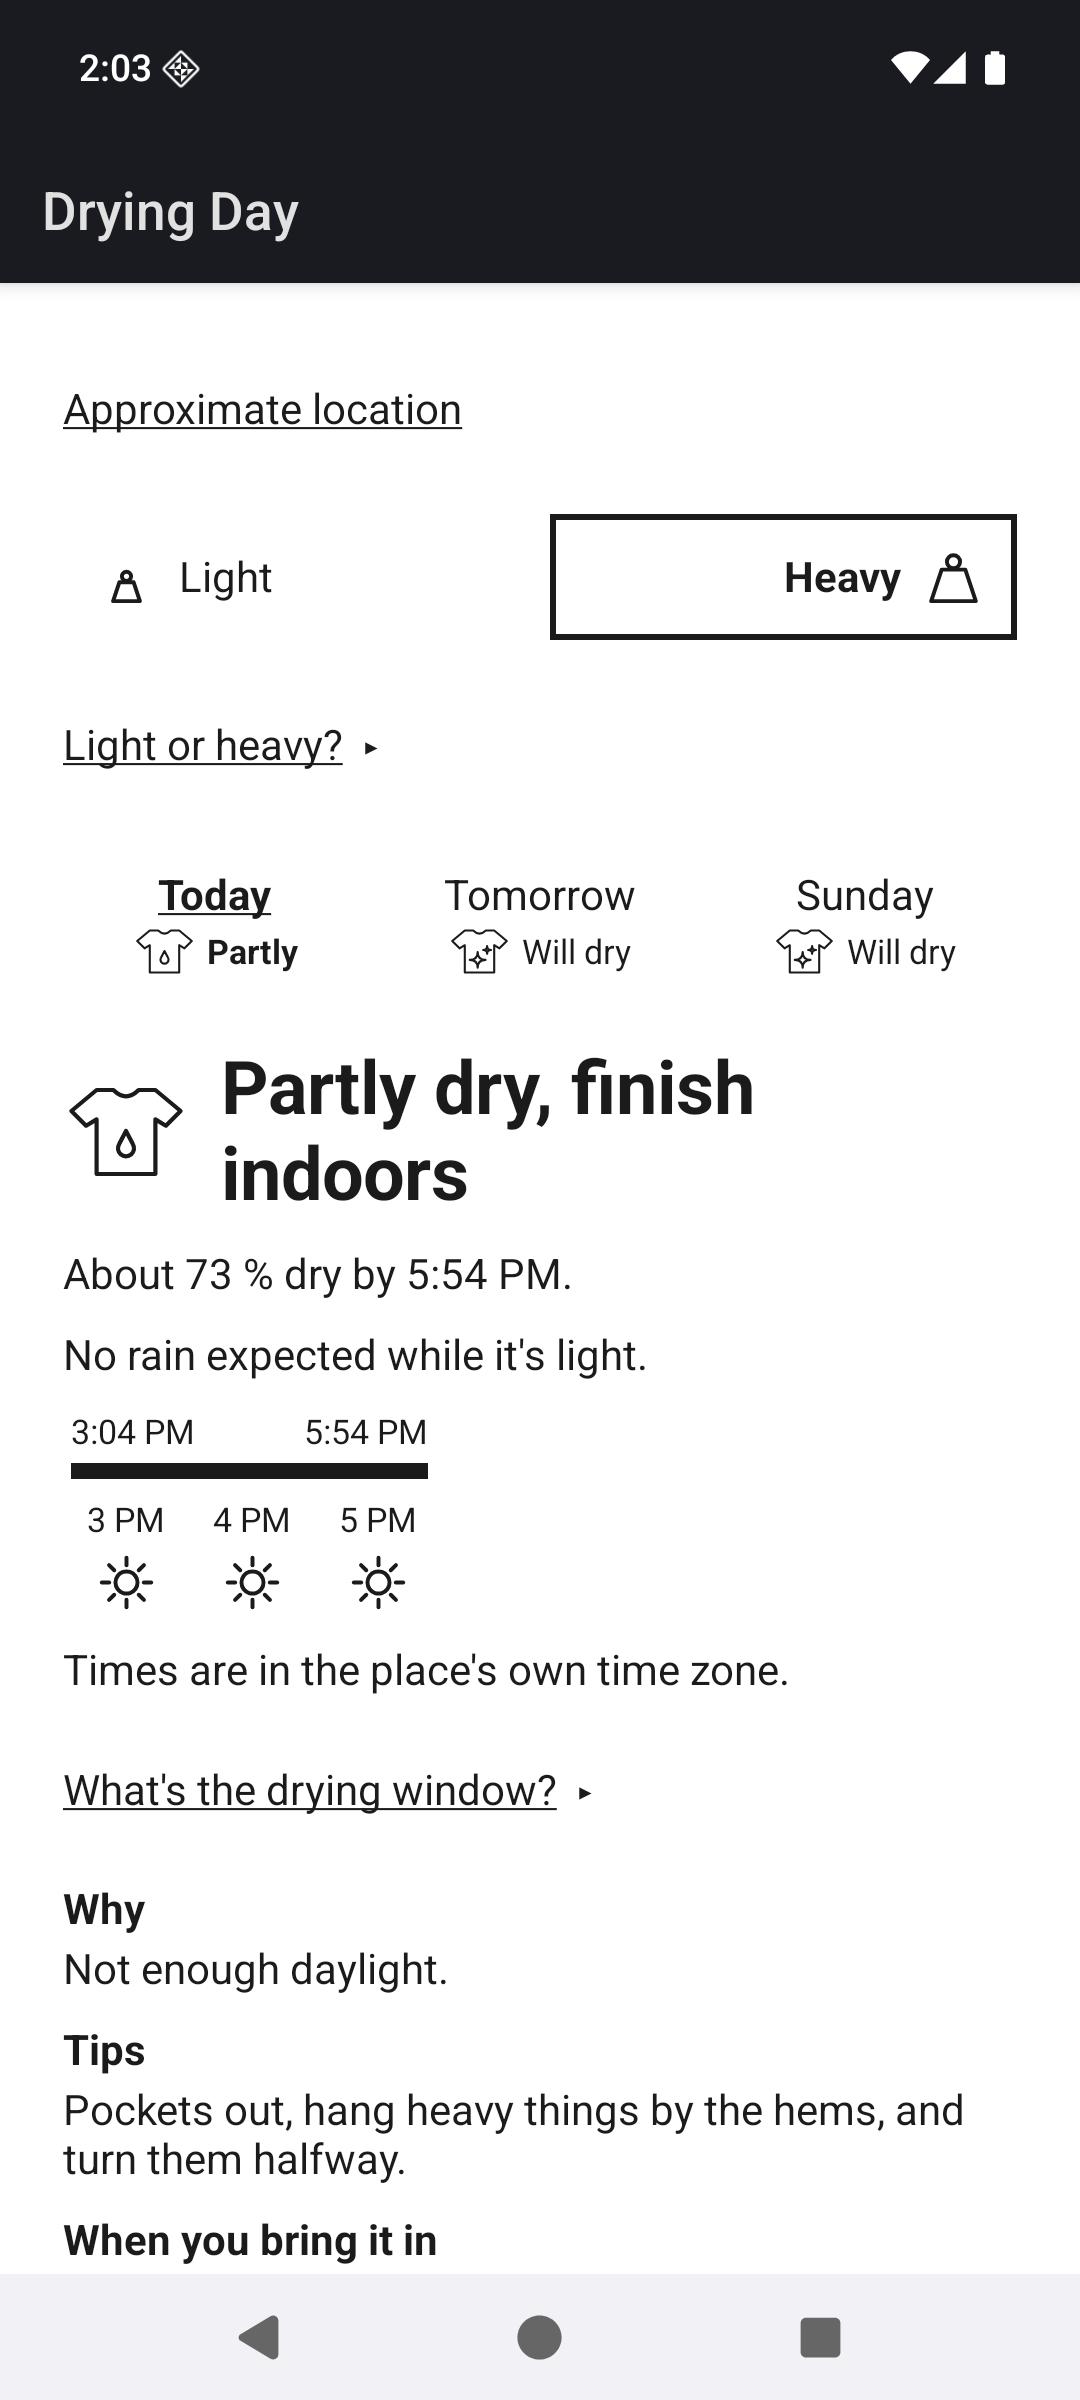 2:03
Drying Day
Approximate location
Light
Heavy
Light or heavy? ▸
Today
Tomorrow
Sunday
Partly
Will dry
Will dry
Partly dry, finish
indoors
About 73 % dry by 5:54 PM.
No rain expected while it's light.
3:04 PM
5:54 PM
3 PM
4 PM
5 PM
Times are in the place's own time zone.
What's the drying window? ▸
Why
Not enough daylight.
Tips
Pockets out, hang heavy things by the hems, and
turn them halfway.
When you bring it in